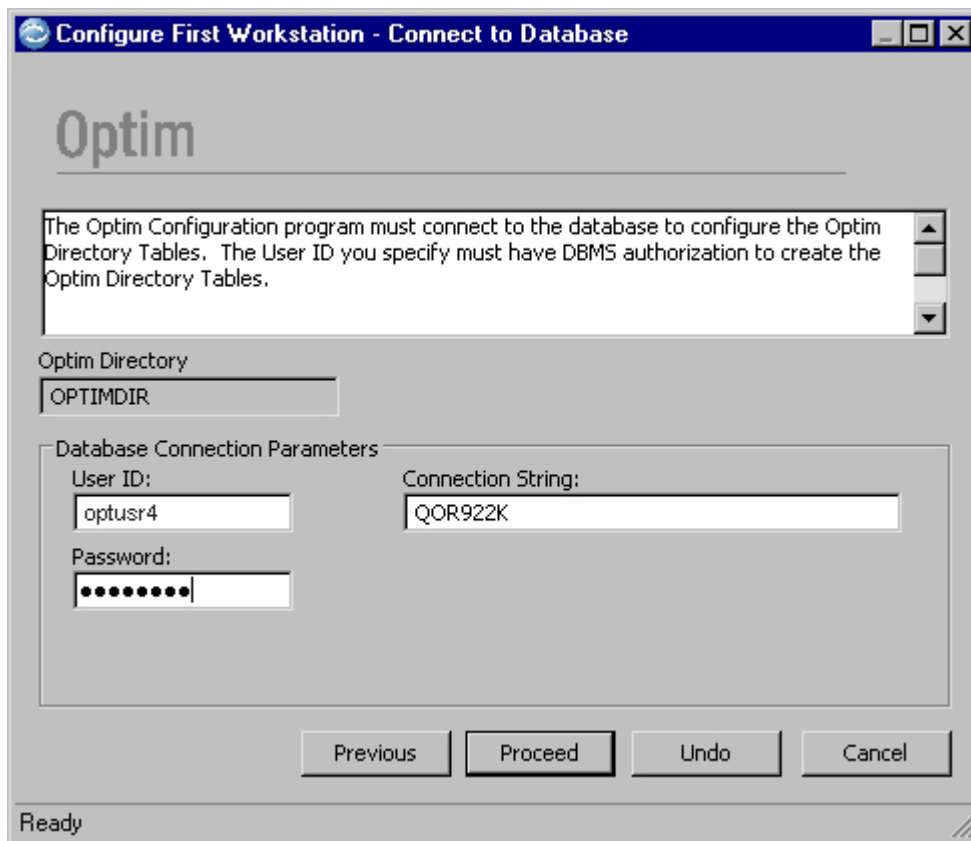 Configure First Workstation - Connect to Database
Optim
The Optim Configuration program must connect to the database to configure the Optim
Directory Tables.  The User ID you specify must have DBMS authorization to create the
Optim Directory Tables.
Optim Directory
OPTIMDIR
Database Connection Parameters
User ID:
Connection String:
optusr4
QOR922K
Password:
••••••••
Previous
Proceed
Undo
Cancel
Ready